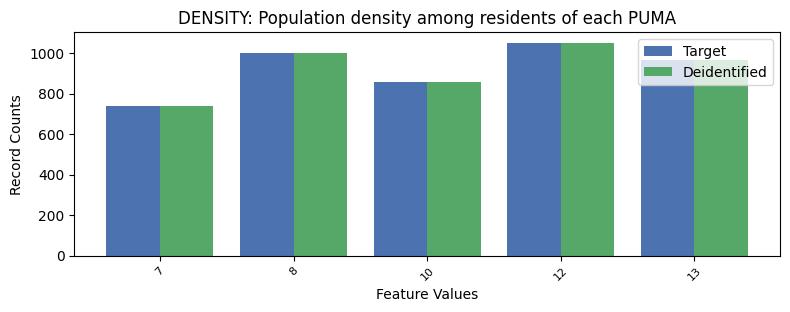 DENSITY: Population density among residents of each PUMA
Target
Deidentified
Record Counts
1000
800
600
400
200
0
7
8
10
12
13
Feature Values